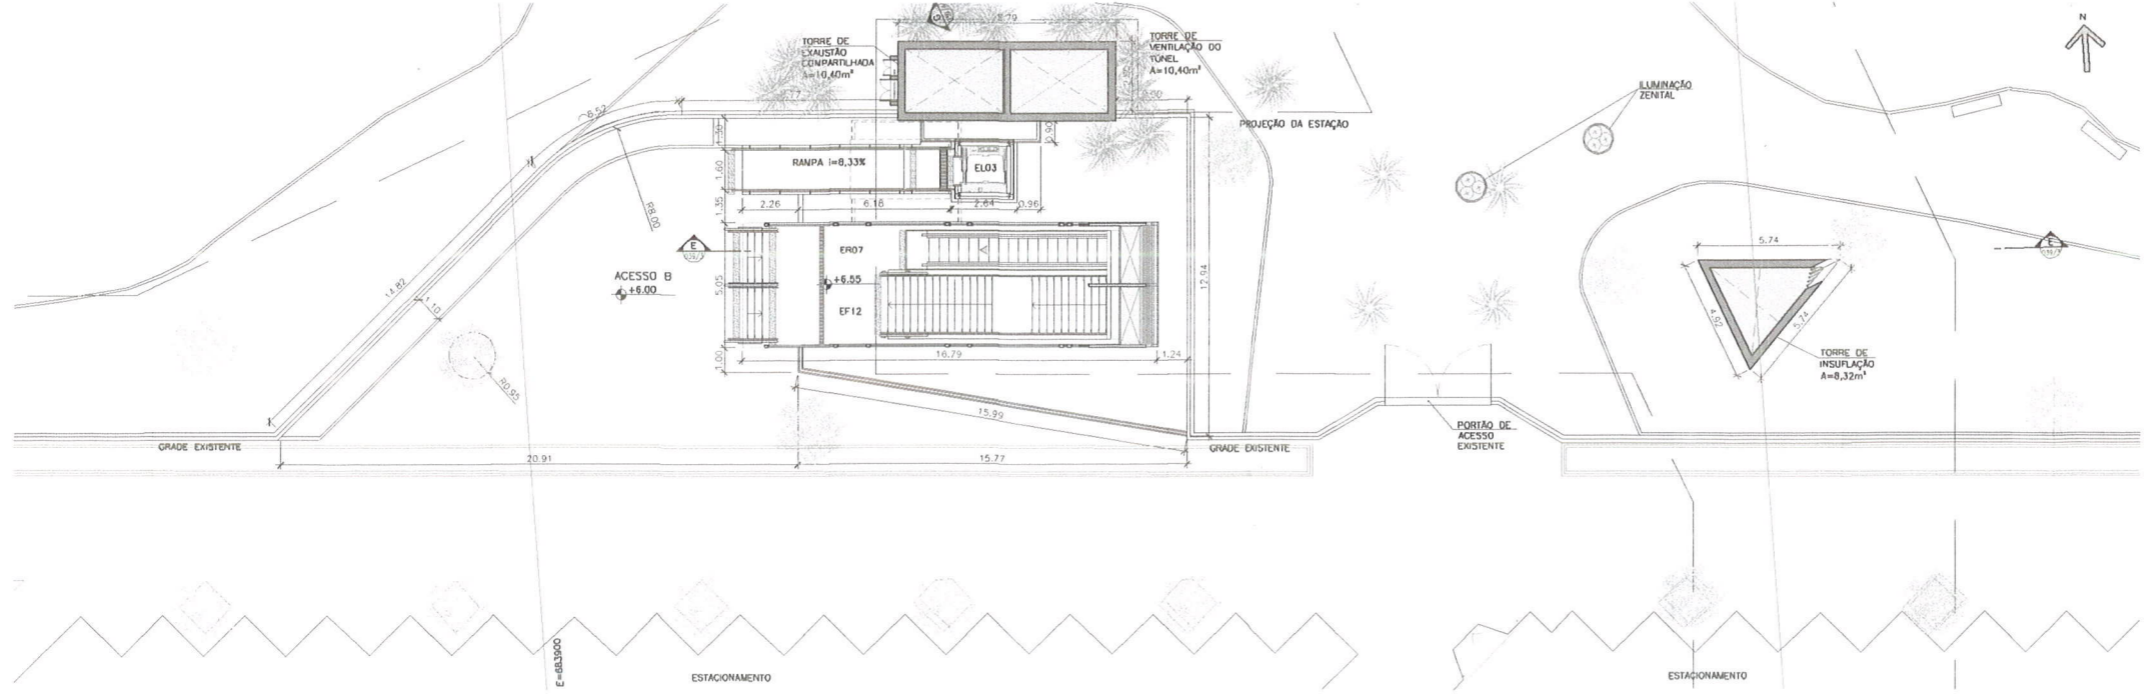 8.79
N
TORRE DE
EXAUSTÃO
COMPARTILHADA
A=10,40m²
TORRE DE
VENTILAÇÃO DO
TÚNEL
A=10,40m²
ILUMINAÇÃO
ZENITAL
6.52
PROJEÇÃO DA ESTAÇÃO
0.90
RAMPA i=8,33%
EL03
1.60
R8.00
1.35
2.26
6.18
2.64
0.96
E
ER07
5.74
ACESSO B
+6.00
+6.55
14.82
5.05
12.94
1.10
EF12
4.92
5.74
1.00
16.79
1.24
TORRE DE
INSUFLAÇÃO
A=8,32m²
R0.95
15.99
PORTÃO DE
ACESSO
EXISTENTE
GRADE EXISTENTE
GRADE EXISTENTE
20.91
15.77
E=683900
ESTACIONAMENTO
ESTACIONAMENTO